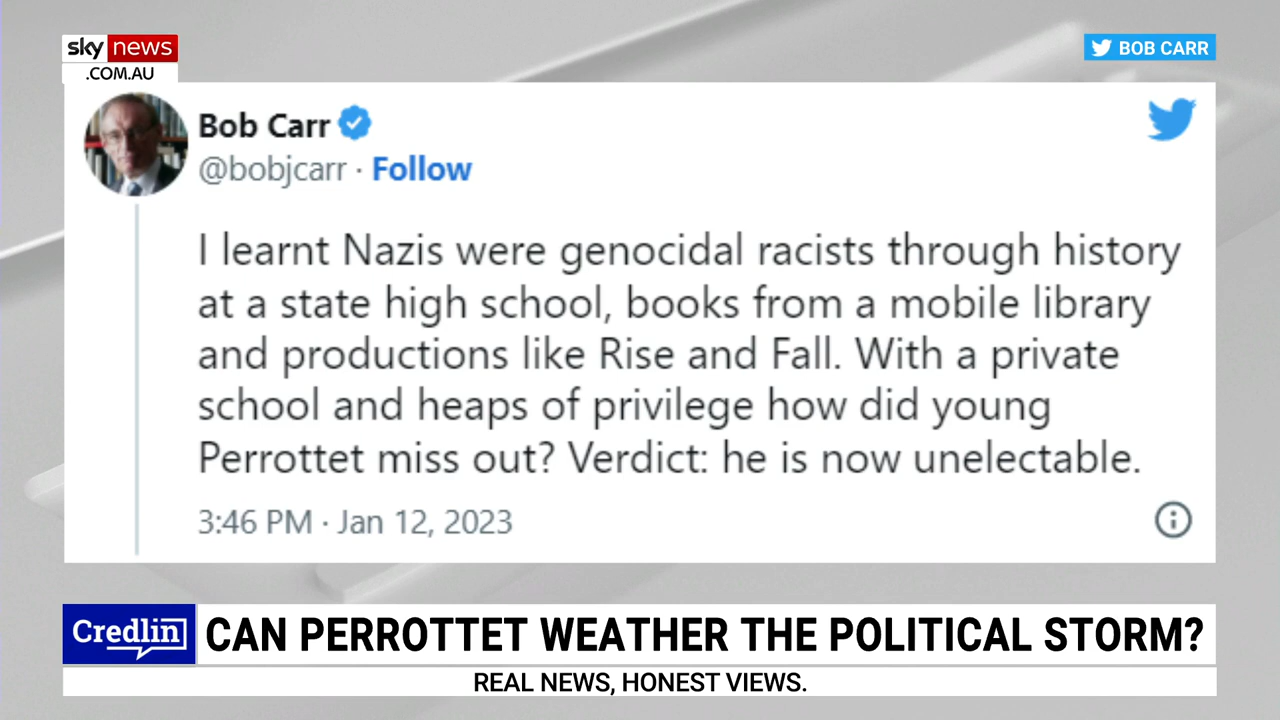 sky news
.COM.AU
BOB CARR
Bob Carr
@bobjcarr · Follow
I learnt Nazis were genocidal racists through history
at a state high school, books from a mobile library
and productions like Rise and Fall. With a private
school and heaps of privilege how did young
Perrottet miss out? Verdict: he is now unelectable.
3:46 PM · Jan 12, 2023
Credlin
CAN PERROTTET WEATHER THE POLITICAL STORM?
REAL NEWS, HONEST VIEWS.